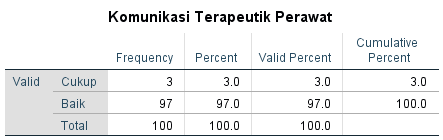 Komunikasi Terapeutik Perawat
Frequency Percent Valid Percent Cumulative Percent
Valid Cukup 3 3.0 3.0 3.0
Baik 97 97.0 97.0 100.0
Total 100 100.0 100.0